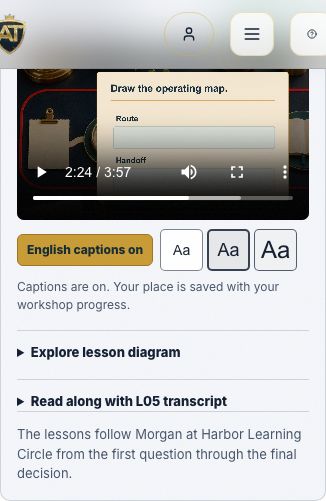 AT
Draw the operating map.
Route
Handoff
2:24 / 3:57
English captions on
Aa
Aa
Aa
Captions are on. Your place is saved with your
workshop progress.
Explore lesson diagram
Read along with L05 transcript
The lessons follow Morgan at Harbor Learning
Circle from the first question through the final
decision.